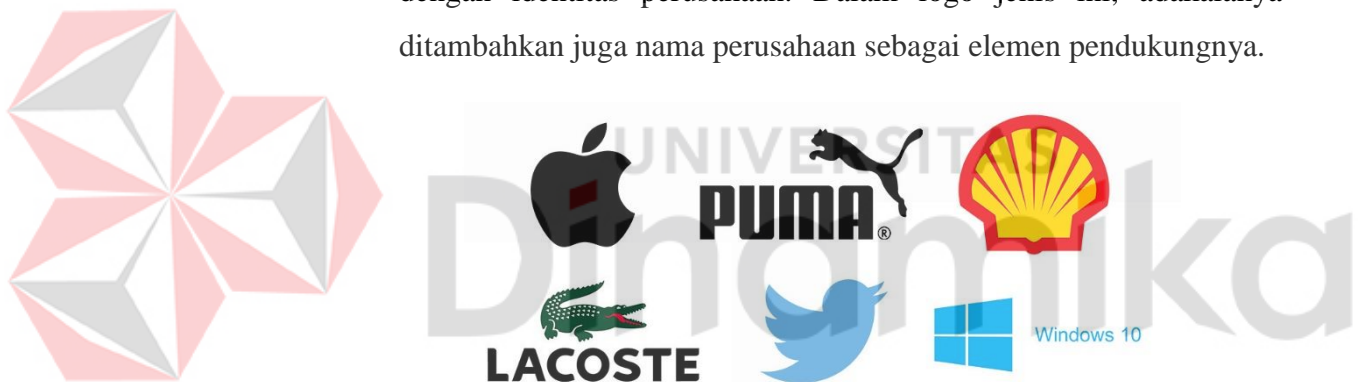 dengan identitas perusahaan. Dalam logo jenis ini, adakalanya
ditambahkan juga nama perusahaan sebagai elemen pendukungnya.
UNIVERSITAS
Dinamika
PUMA®
LACOSTE
Windows 10